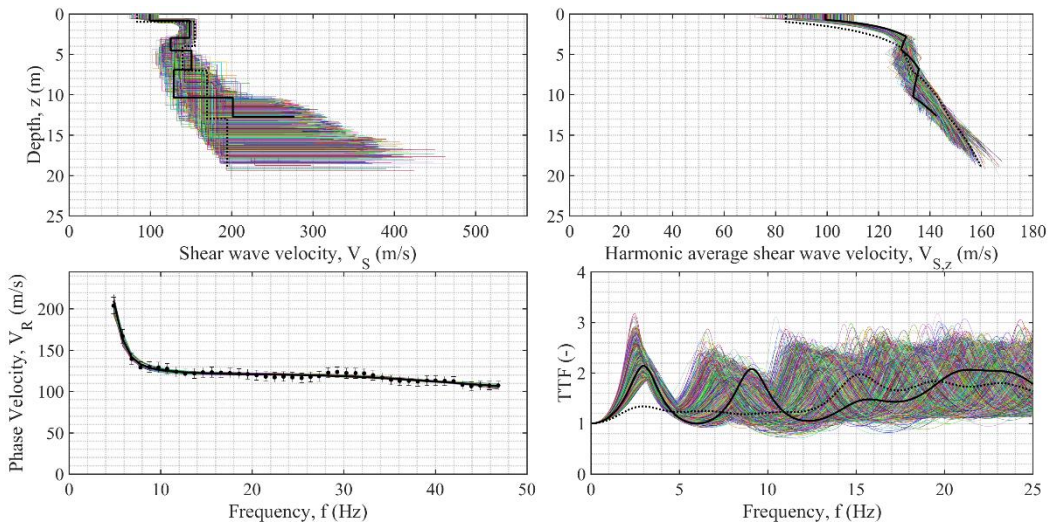 0
5
10
15
20
25
Depth, z (m)
0 100 200 300 400 500
Shear wave velocity, V_S (m/s)
0
5
10
15
20
25
0 20 40 60 80 100 120 140 160 180
Harmonic average shear wave velocity, V_S,z (m/s)
200
150
100
50
0
Phase Velocity, V_R (m/s)
0 10 20 30 40 50
Frequency, f (Hz)
4
3
2
1
0
TTF (-)
0 5 10 15 20 25
Frequency, f (Hz)